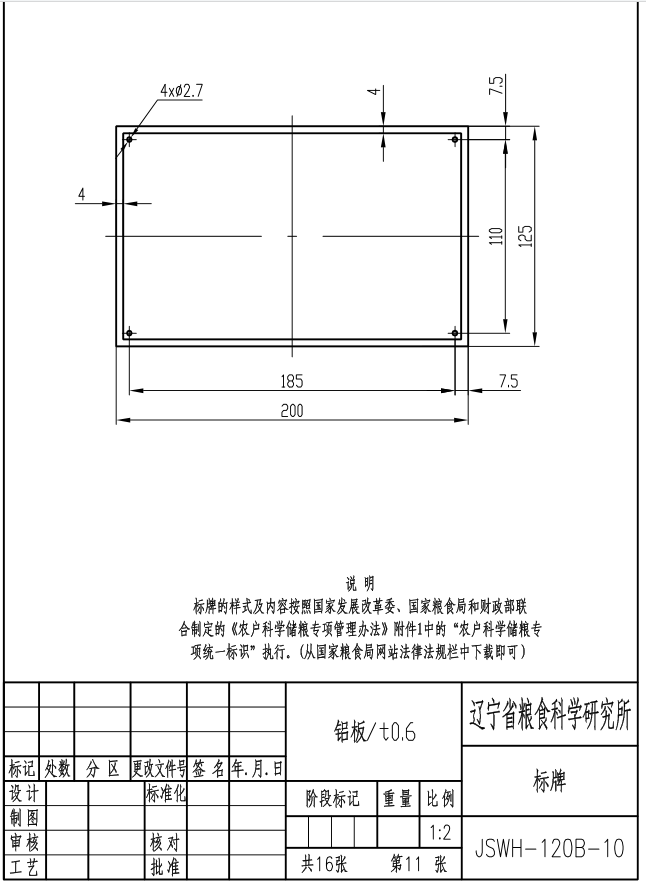 4xø2.7
4
7.5
4
110
125
185
7.5
200
说 明
标牌的样式及内容按照国家发展改革委、国家粮食局和财政部联
合制定的《农户科学储粮专项管理办法》附件1中的“农户科学储粮专
项统一标识”执行。(从国家粮食局网站法律法规栏中下载即可)
铝板/t0.6
辽宁省粮食科学研究所
标记 处数 分 区 更改文件号 签 名 年.月.日
标牌
设 计 标准化
阶段标记 重 量 比 例
制 图
1:2
审 核 核 对
JSWH-120B-10
工 艺 批 准
共16张 第11 张